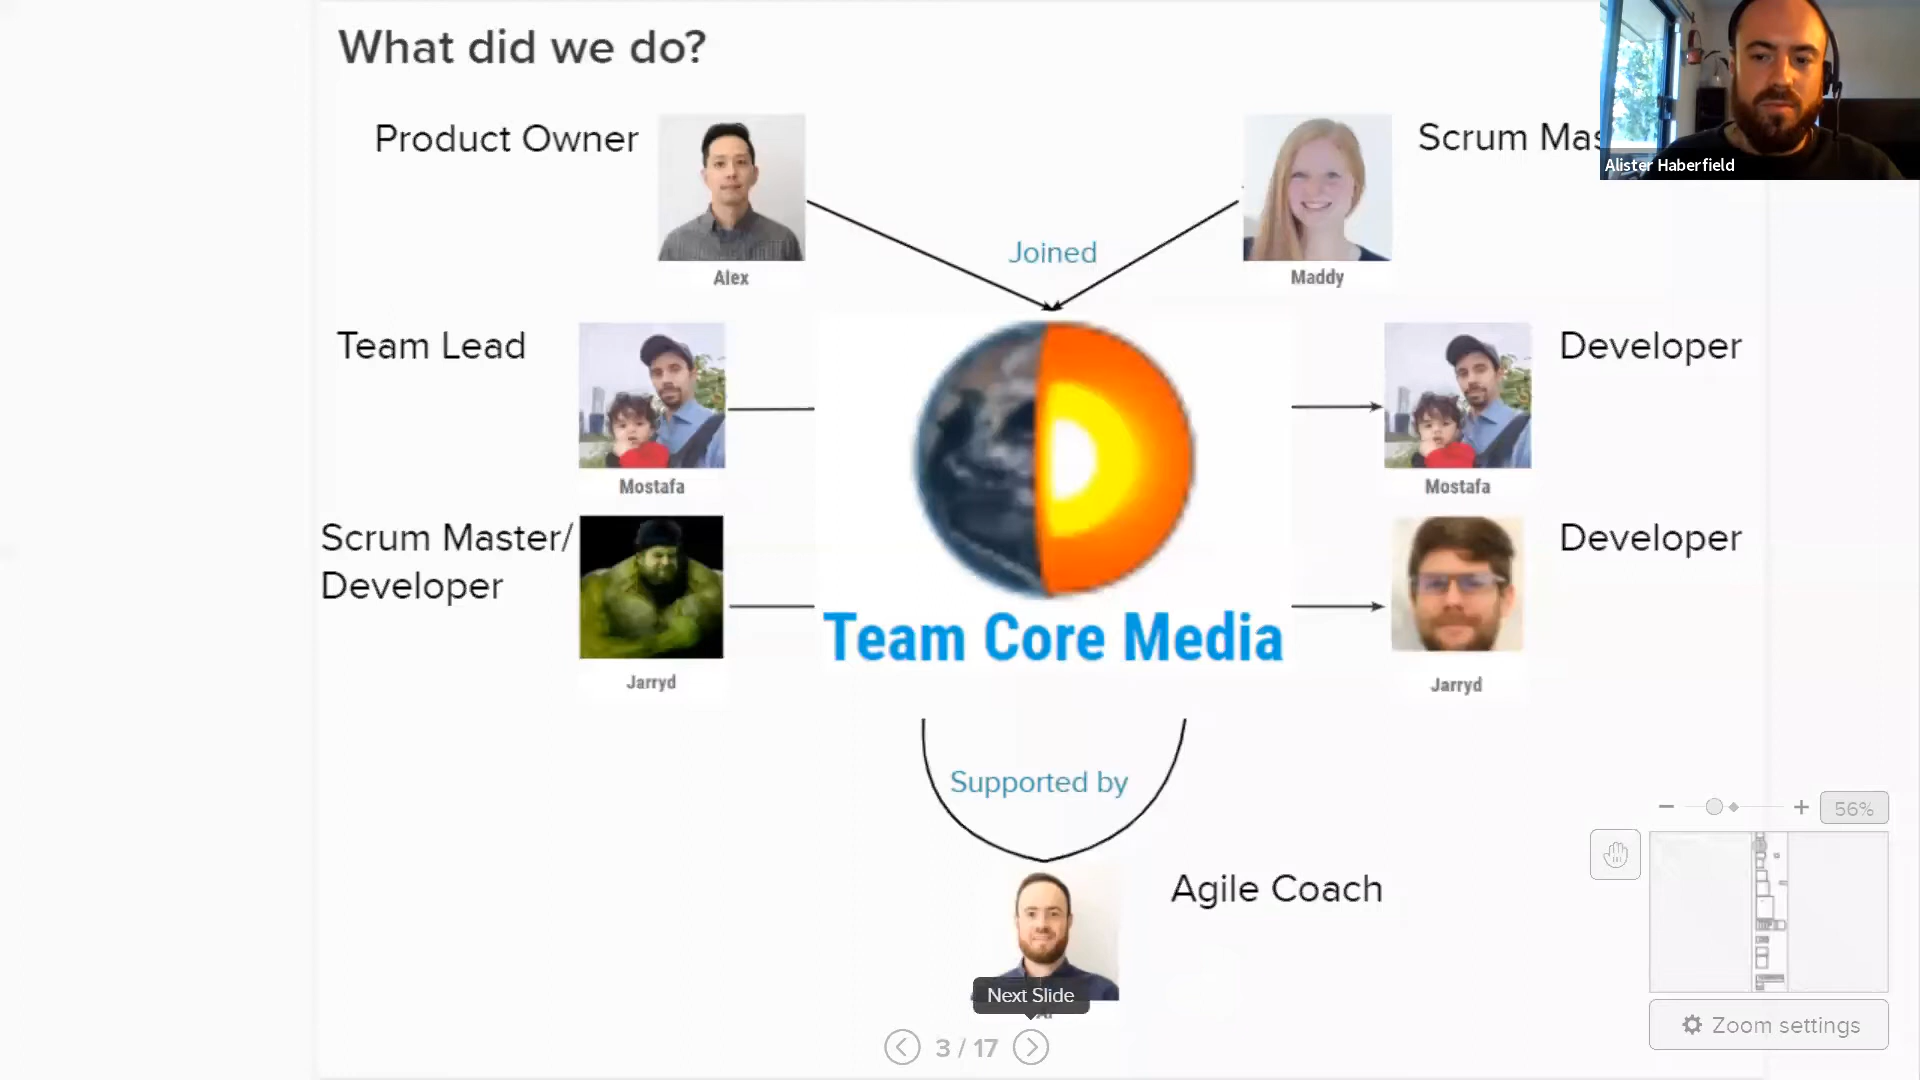 What did we do?
Product Owner
Scrum Mas
Alister Haberfield
Alex
Joined
Maddy
Team Lead
Developer
Mostafa
Mostafa
Scrum Master/
Developer
Developer
Team Core Media
Jarryd
Jarryd
Supported by
56%
Agile Coach
Next Slide
3 / 17
Zoom settings